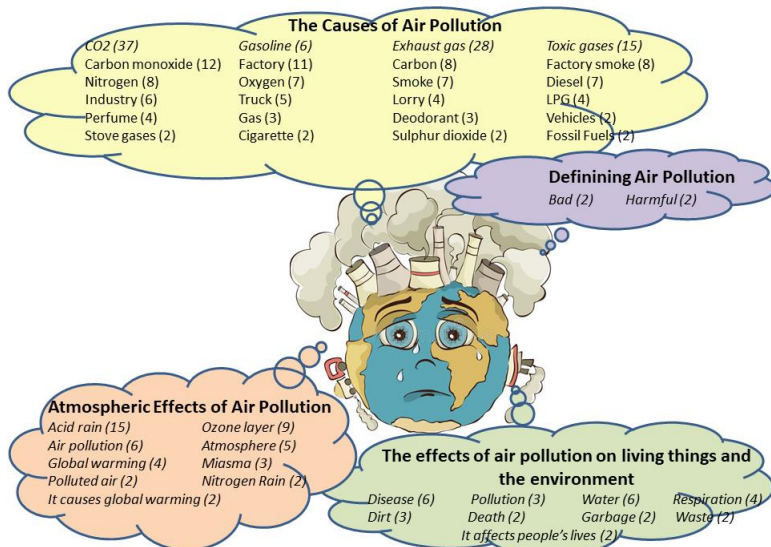 The Causes of Air Pollution
CO2 (37) Gasoline (6) Exhaust gas (28) Toxic gases (15)
Carbon monoxide (12) Factory (11) Carbon (8) Factory smoke (8)
Nitrogen (8) Oxygen (7) Smoke (7) Diesel (7)
Industry (6) Truck (5) Lorry (4) LPG (4)
Perfume (4) Gas (3) Deodorant (3) Vehicles (2)
Stove gases (2) Cigarette (2) Sulphur dioxide (2) Fossil Fuels (2)
Definining Air Pollution
Bad (2) Harmful (2)
Atmospheric Effects of Air Pollution
Acid rain (15) Ozone layer (9)
Air pollution (6) Atmosphere (5)
Global warming (4) Miasma (3)
Polluted air (2) Nitrogen Rain (2)
It causes global warming (2)
The effects of air pollution on living things and
the environment
Disease (6) Pollution (3) Water (6) Respiration (4)
Dirt (3) Death (2) Garbage (2) Waste (2)
It affects people's lives (2)